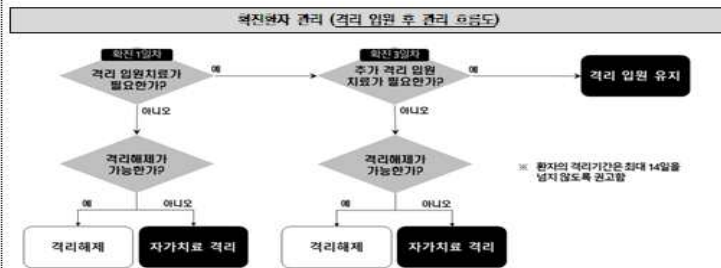 확진환자 관리 (격리 입원 후 관리 흐름도)
확진 1일차
격리 입원치료가
필요한가?
예
확진 3일차
추가 격리 입원
치료가 필요한가?
예
격리 입원 유지
아니오
아니오
격리해제가
가능한가?
격리해제가
가능한가?
※ 환자의 격리기간은 최대 14일을
넘지 않도록 권고함
예
아니오
예
아니오
격리해제
자가치료 격리
격리해제
자가치료 격리